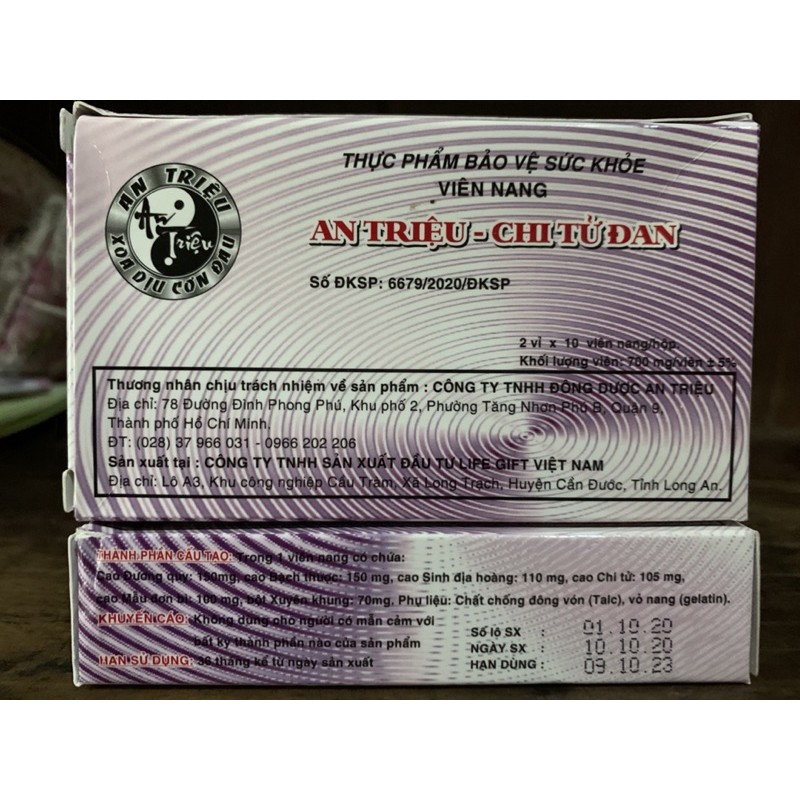 AN TRIỆU
An Triệu
XOA DỊU CƠN ĐAU
THỰC PHẨM BẢO VỆ SỨC KHỎE
VIÊN NANG
AN TRIỆU - CHI TỬ ĐAN
Số ĐKSP: 6679/2020/ĐKSP
2 vỉ x 10 viên nang/hộp.
Khối lượng viên: 700 mg/viên ± 5%
Thương nhân chịu trách nhiệm về sản phẩm : CÔNG TY TNHH ĐÔNG DƯỢC AN TRIỆU
Địa chỉ: 78 Đường Đình Phong Phú, Khu phố 2, Phường Tăng Nhơn Phú B, Quận 9,
Thành phố Hồ Chí Minh.
ĐT: (028) 37 966 031 - 0966 202 206
Sản xuất tại : CÔNG TY TNHH SẢN XUẤT ĐẦU TƯ LIFE GIFT VIỆT NAM
Địa chỉ: Lô A3, Khu công nghiệp Cầu Tràm, Xã Long Trạch, Huyện Cần Đước, Tỉnh Long An.
THÀNH PHẦN CẤU TẠO: Trong 1 viên nang có chứa:
Cao Đương quy: 150mg, cao Bạch thược: 150 mg, cao Sinh địa hoàng: 110 mg, cao Chi tử: 105 mg,
cao Mẫu đơn bì: 100 mg, bột Xuyên khung: 70mg. Phụ liệu: Chất chống đông vón (Talc), vỏ nang (gelatin).
KHUYẾN CÁO: Không dùng cho người có mẫn cảm với
bất kỳ thành phần nào của sản phẩm
HẠN SỬ DỤNG: 36 tháng kể từ ngày sản xuất
Số lô SX : 01.10.20
NGÀY SX : 10.10.20
HẠN DÙNG : 09.10.23